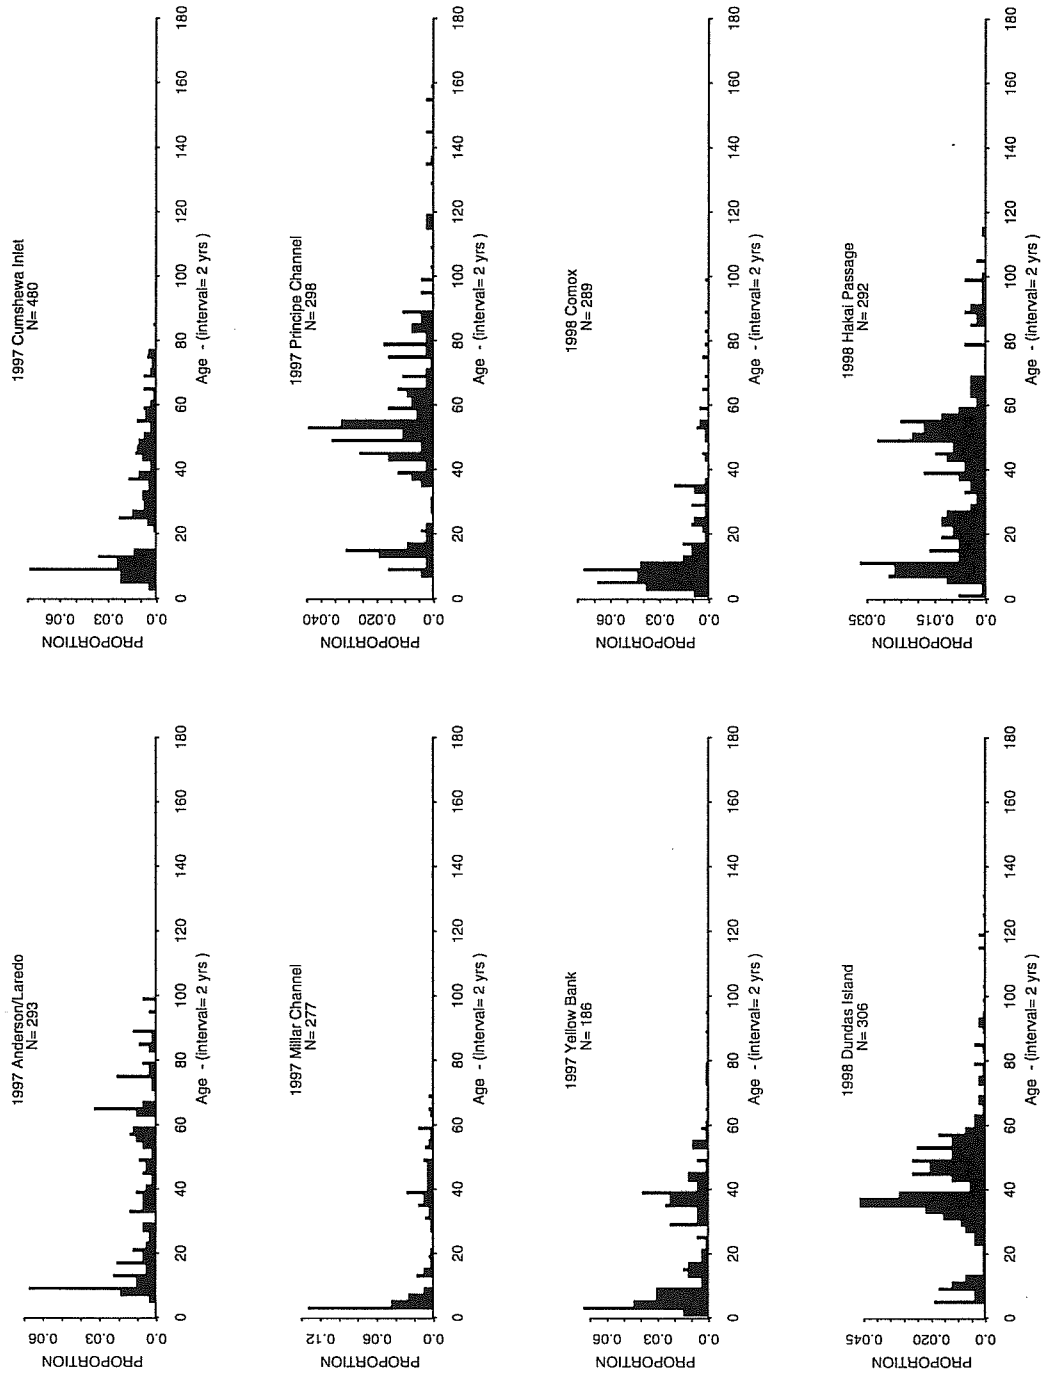 1997 Anderson/Laredo
N= 293
PROPORTION
0.06
0.03
0.0
0 20 40 60 80 100 120 140 160 180
Age - (interval= 2 yrs )
1997 Cumshewa Inlet
N= 480
PROPORTION
0.06
0.03
0.0
0 20 40 60 80 100 120 140 160 180
Age - (interval= 2 yrs )
1997 Millar Channel
N= 277
PROPORTION
0.12
0.06
0.0
0 20 40 60 80 100 120 140 160 180
Age - (interval= 2 yrs )
1997 Principe Channel
N= 298
PROPORTION
0.040
0.020
0.0
0 20 40 60 80 100 120 140 160 180
Age - (interval= 2 yrs )
1997 Yellow Bank
N= 186
PROPORTION
0.06
0.03
0.0
0 20 40 60 80 100 120 140 160 180
Age - (interval= 2 yrs )
1998 Comox
N= 289
PROPORTION
0.06
0.03
0.0
0 20 40 60 80 100 120 140 160 180
Age - (interval= 2 yrs )
1998 Dundas Island
N= 306
PROPORTION
0.045
0.020
0.0
0 20 40 60 80 100 120 140 160 180
Age - (interval= 2 yrs )
1998 Hakai Passage
N= 292
PROPORTION
0.035
0.015
0.0
0 20 40 60 80 100 120 140 160 180
Age - (interval= 2 yrs )